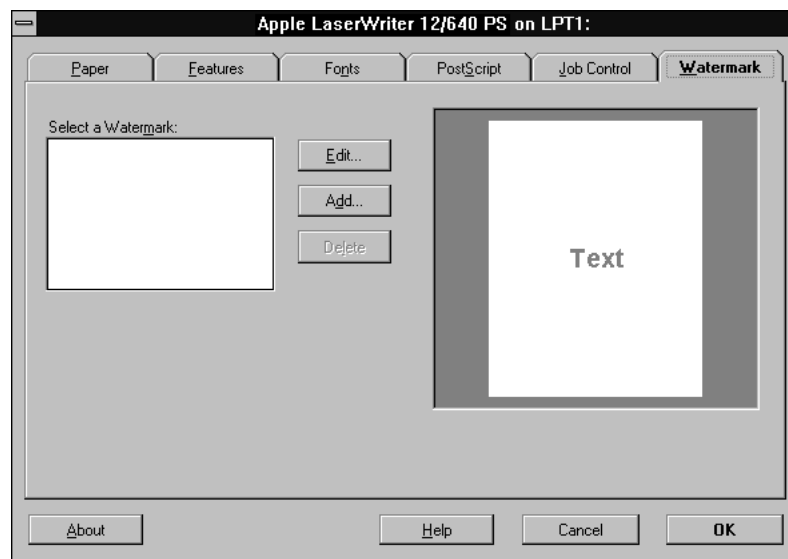 Apple LaserWriter 12/640 PS on LPT1:
Paper Features Fonts PostScript Job Control Watermark
Select a Watermark:
Edit...
Add...
Delete
Text
About Help Cancel OK